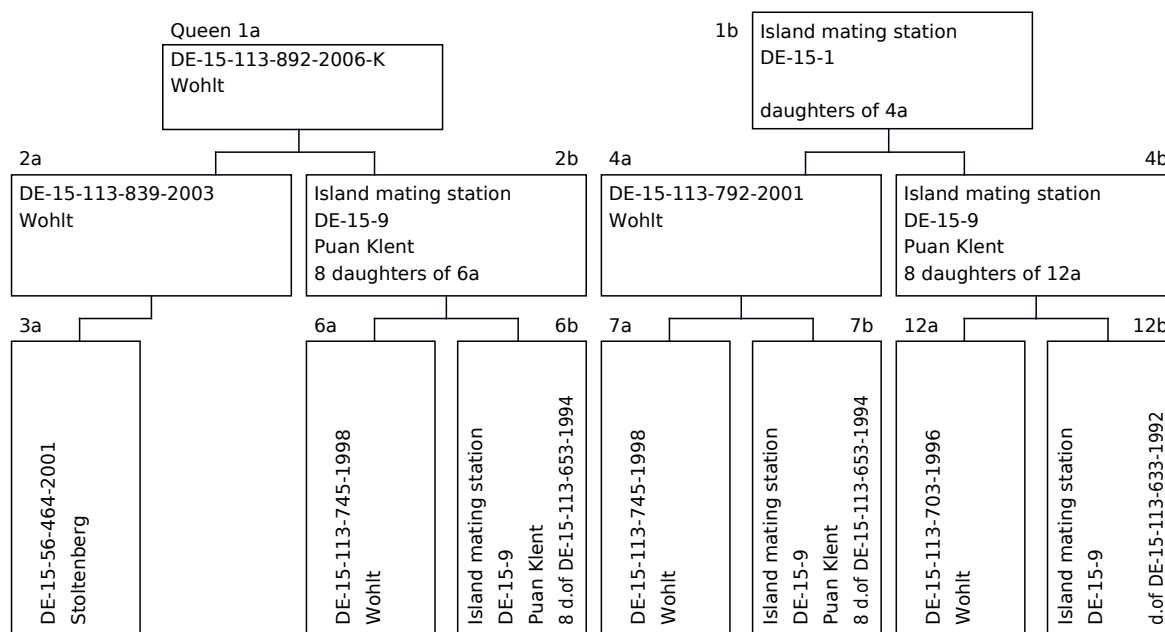 Queen 1a
DE-15-113-892-2006-K
Wohlt
1b
Island mating station
DE-15-1
daughters of 4a
2a
DE-15-113-839-2003
Wohlt
2b
Island mating station
DE-15-9
Puan Klent
8 daughters of 6a
4a
DE-15-113-792-2001
Wohlt
4b
Island mating station
DE-15-9
Puan Klent
8 daughters of 12a
3a
DE-15-56-464-2001
Stoltenberg
6a
DE-15-113-745-1998
Wohlt
6b
Island mating station
DE-15-9
Puan Klent
8 d.of DE-15-113-653-1994
7a
DE-15-113-745-1998
Wohlt
7b
Island mating station
DE-15-9
Puan Klent
8 d.of DE-15-113-653-1994
12a
DE-15-113-703-1996
Wohlt
12b
Island mating station
DE-15-9
d.of DE-15-113-633-1992